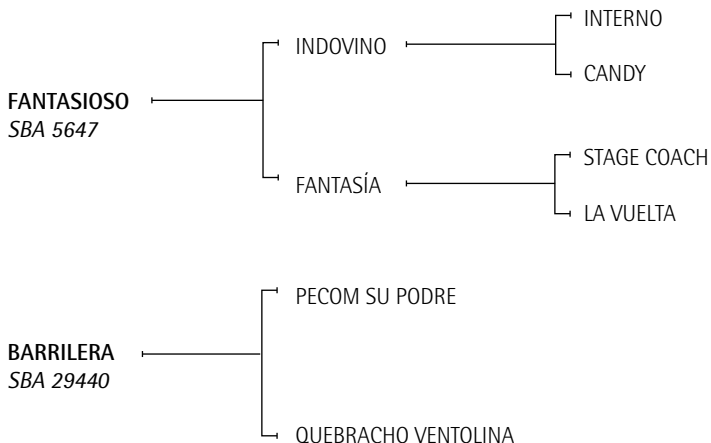 INTERNO
INDOVINO
CANDY
FANTASIOSO
SBA 5647
STAGE COACH
FANTASÍA
LA VUELTA
PECOM SU PODRE
BARRILERA
SBA 29440
QUEBRACHO VENTOLINA